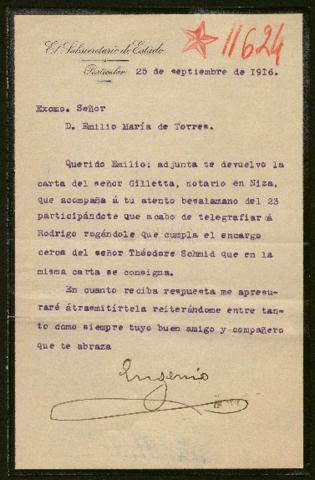 El Subsecretario de Estado
11624
Particular
25 de septiembre de 1916.
Exomo. Señor
D. Emilio María de Torres.
Querido Emilio: adjunta te devuelvo la
carta del señor Gilletta, notario en Niza,
que acompaña á tu atento besalamano del 23
participándote que acabo de telegrafiar á
Rodrigo rogándole que cumpla el encargo
cerca del señor Théodore Schmid que en la
misma carta se consigna.
En cuanto reciba respuesta me apresu-
raré átrasmitírtela reiterándome entre tan-
to como siempre tuyo buen amigo y compañero
que te abraza
Eugenio